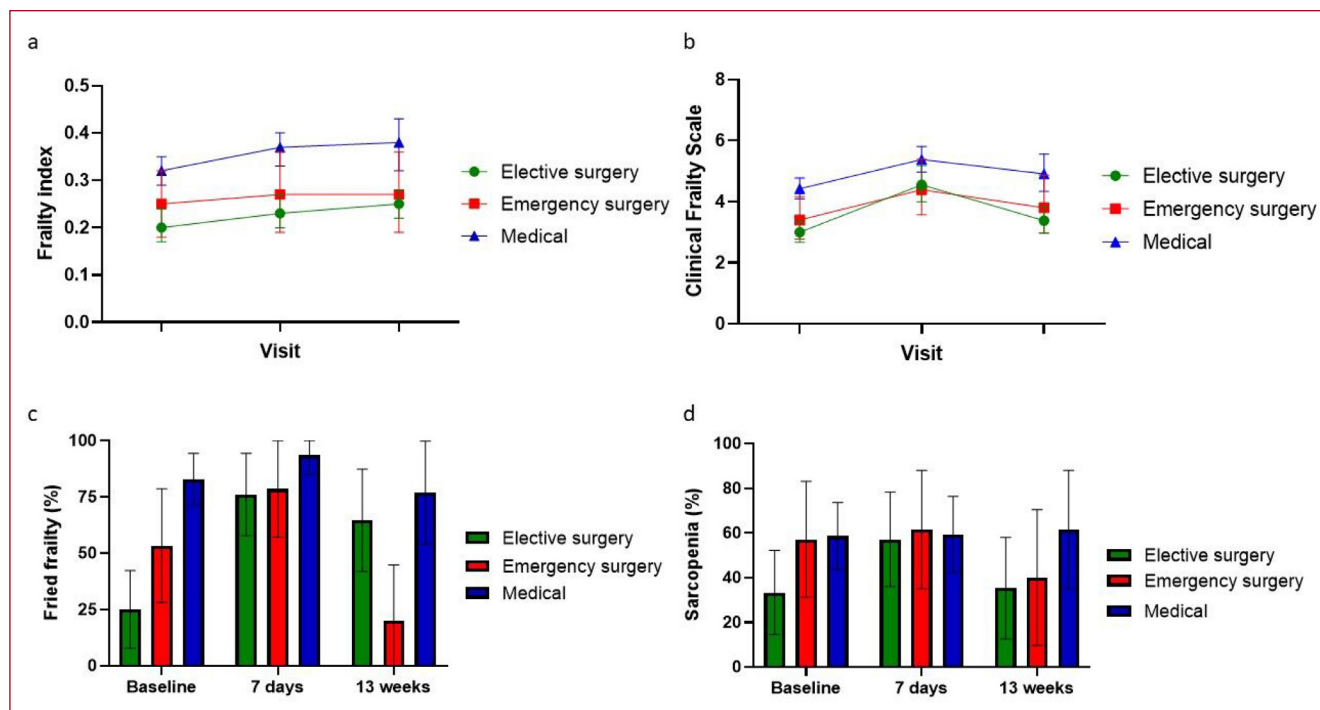 a
0.5
0.4
0.3
0.2
0.1
0.0
Frailty index
Visit
Elective surgery
Emergency surgery
Medical
b
8
6
4
2
0
Clinical Frailty Scale
Visit
Elective surgery
Emergency surgery
Medical
c
100
75
50
25
0
Fried frailty (%)
Baseline 7 days 13 weeks
Elective surgery
Emergency surgery
Medical
d
100
80
60
40
20
0
Sarcopenia (%)
Baseline 7 days 13 weeks
Elective surgery
Emergency surgery
Medical